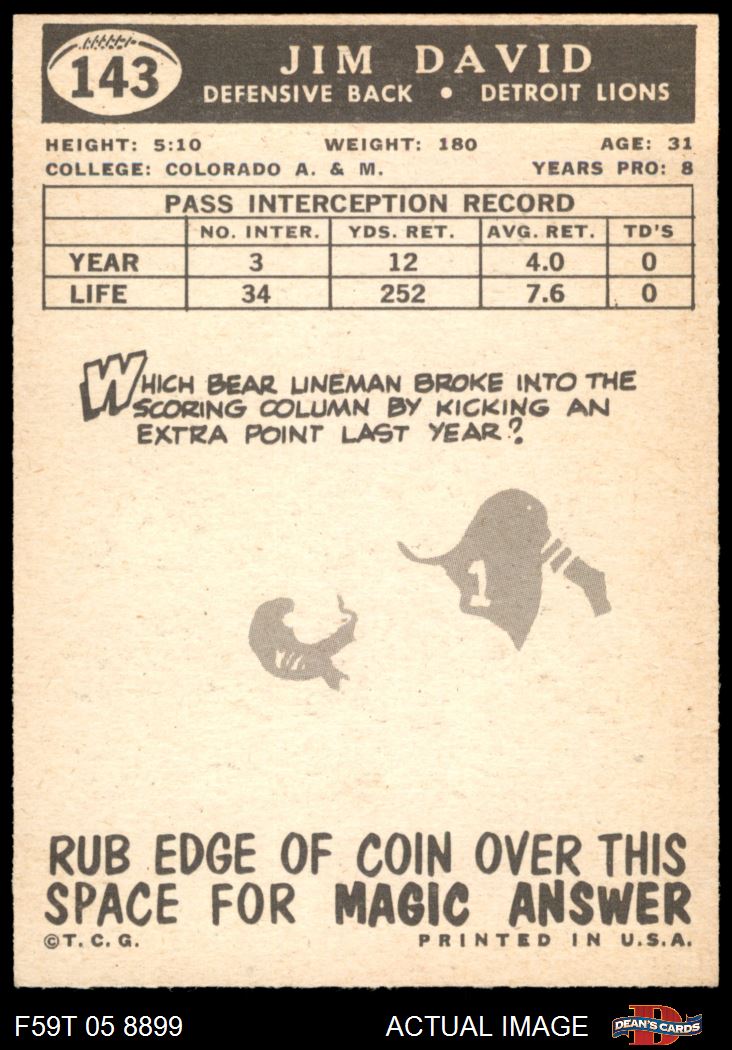 143
JIM DAVID
DEFENSIVE BACK • DETROIT LIONS
HEIGHT: 5:10 WEIGHT: 180 AGE: 31
COLLEGE: COLORADO A. & M. YEARS PRO: 8
PASS INTERCEPTION RECORD
NO. INTER. YDS. RET. AVG. RET. TD'S
YEAR 3 12 4.0 0
LIFE 34 252 7.6 0
WHICH BEAR LINEMAN BROKE INTO THE
SCORING COLUMN BY KICKING AN
EXTRA POINT LAST YEAR?
1
RUB EDGE OF COIN OVER THIS
SPACE FOR MAGIC ANSWER
©T.C.G. PRINTED IN U.S.A.
F59T 05 8899 ACTUAL IMAGE D DEAN'S CARDS